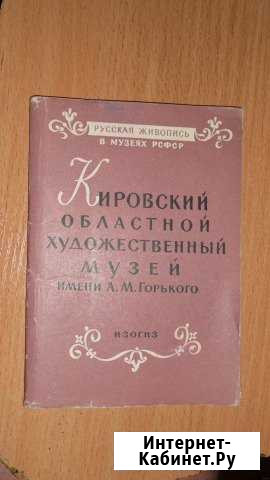 РУССКАЯ ЖИВОПИСЬ
В МУЗЕЯХ РСФСР
КИРОВСКИЙ
ОБЛАСТНОЙ
ХУДОЖЕСТВЕННЫЙ
МУЗЕЙ
ИМЕНИ А.М.ГОРЬКОГО
ИЗОГИЗ
Интернет-
Кабинет.Ру